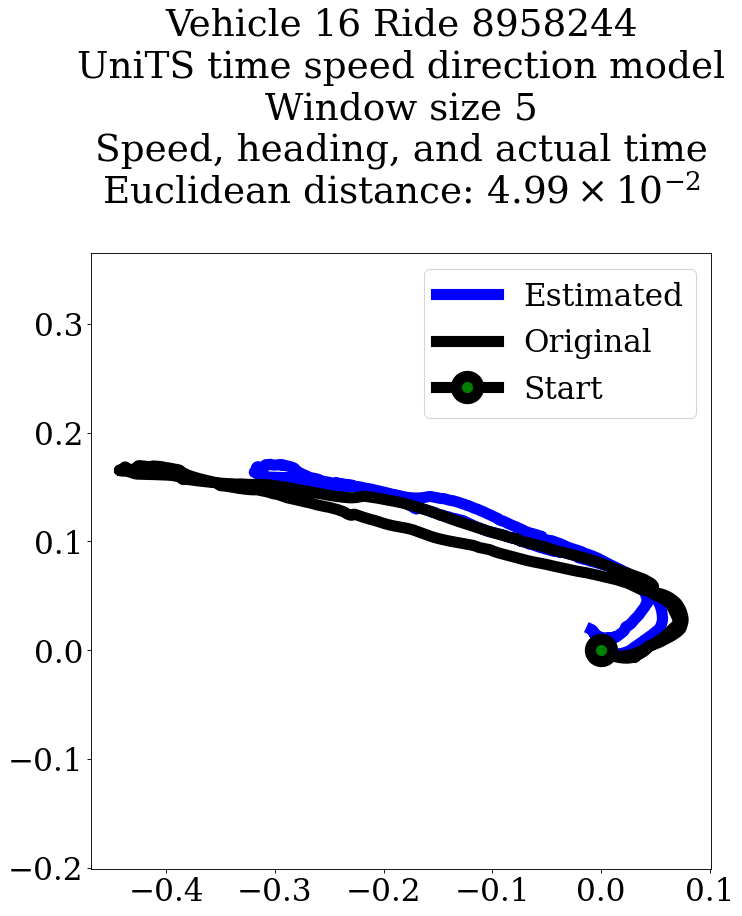 Vehicle 16 Ride 8958244
UniTS time speed direction model
Window size 5
Speed, heading, and actual time
Euclidean distance: 4.99 × 10⁻²
Estimated
Original
Start
0.3
0.2
0.1
0.0
−0.1
−0.2
−0.4 −0.3 −0.2 −0.1 0.0 0.1